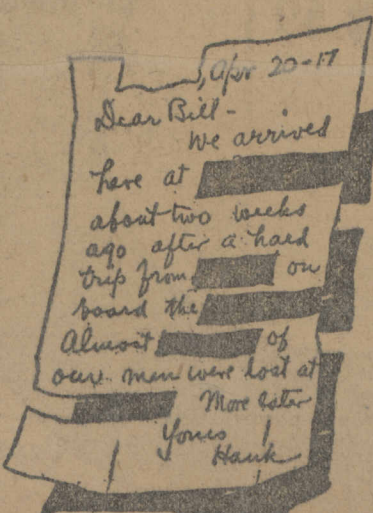 , Apr 20-17
Dear Bill-
We arrived
here at
about two weeks
ago after a hard
trip from on
board the
Almost of
our men were lost at
More later
Yours
Hank